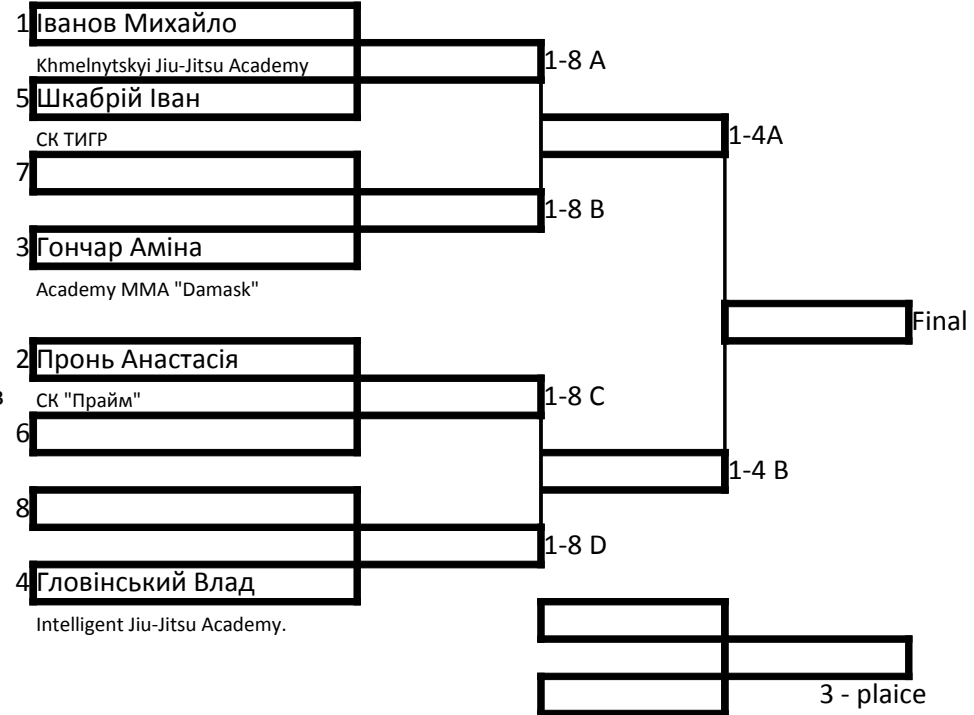 1 Іванов Михайло
Khmelnytskyi Jiu-Jitsu Academy
1-8 A
5 Шкабрій Іван
СК ТИГР
1-4A
7
1-8 B
3 Гончар Аміна
Academy MMA "Damask"
Final
2 Пронь Анастасія
в СК "Прайм"
1-8 C
6
1-4 B
8
1-8 D
4 Гловінський Влад
Intelligent Jiu-Jitsu Academy.
3 - plaice